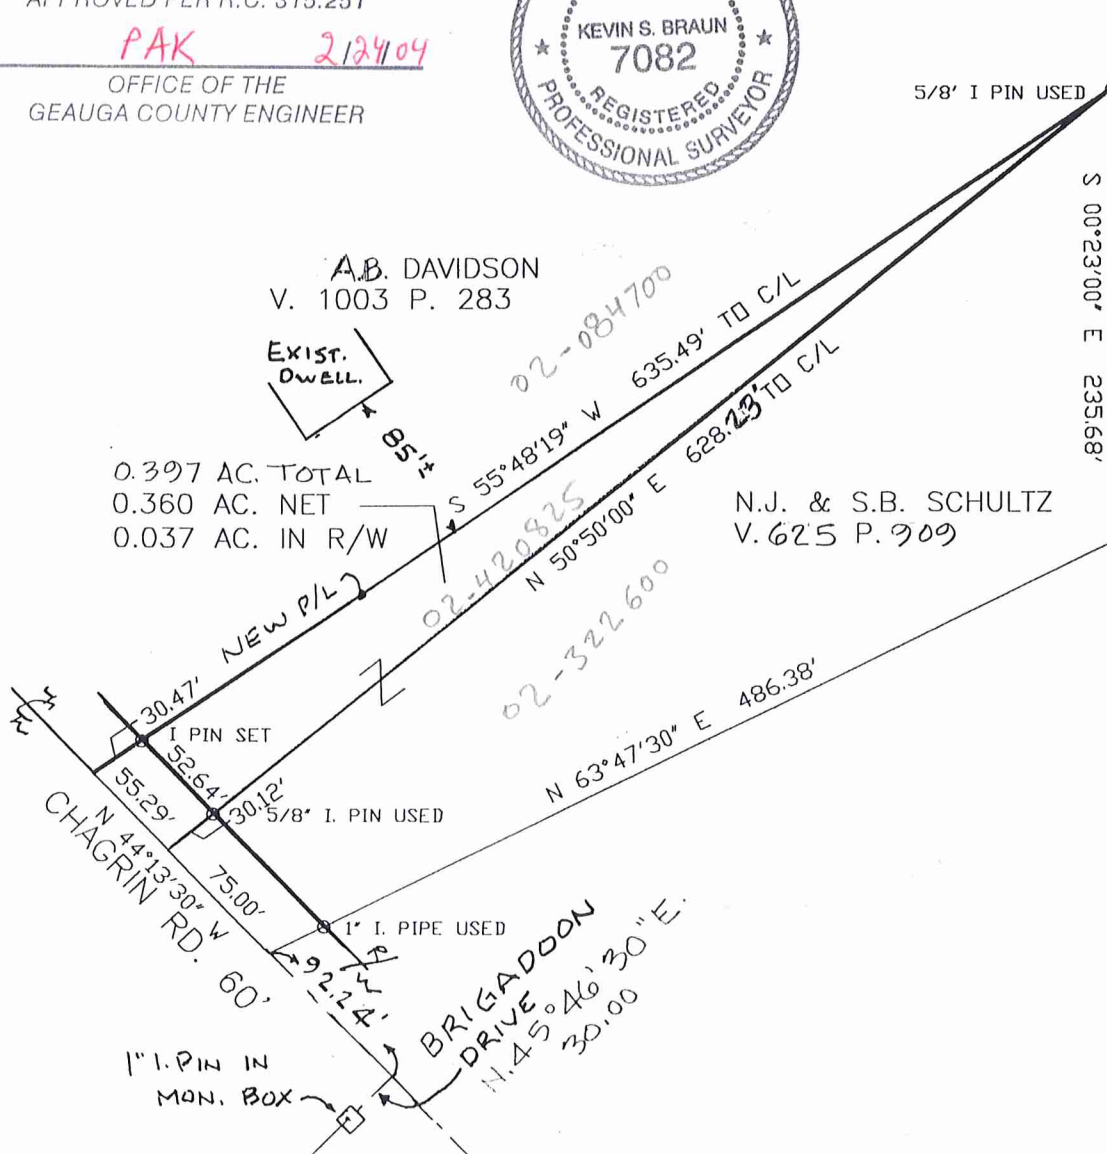 APPROVED PER R.C. 315.251
PAK 2/24/04
OFFICE OF THE
GEAUGA COUNTY ENGINEER
KEVIN S. BRAUN
7082
REGISTERED
PROFESSIONAL SURVEYOR
5/8" I PIN USED
S 00°23'00" E 235.68'
A.B. DAVIDSON
V. 1003 P. 283
02-084700
EXIST.
DWELL.
85'±
S 55°48'19" W 635.49' TO C/L
N 50°50'00" E 628.23' TO C/L
0.397 AC. TOTAL
0.360 AC. NET
0.037 AC. IN R/W
N.J. & S.B. SCHULTZ
V. 625 P. 909
02-420825
02-322600
NEW P/L
N 63°47'30" E 486.38'
30.47'
I PIN SET
52.64'
55.29'
30.12'
5/8" I. PIN USED
N 44°13'30" W
CHAGRIN RD. 60'
75.00'
1" I. PIPE USED
R/W
92.24'
BRIGADOON
DRIVE
N.45°46'30"E.
30.00
1" I. PIN IN
MON. BOX